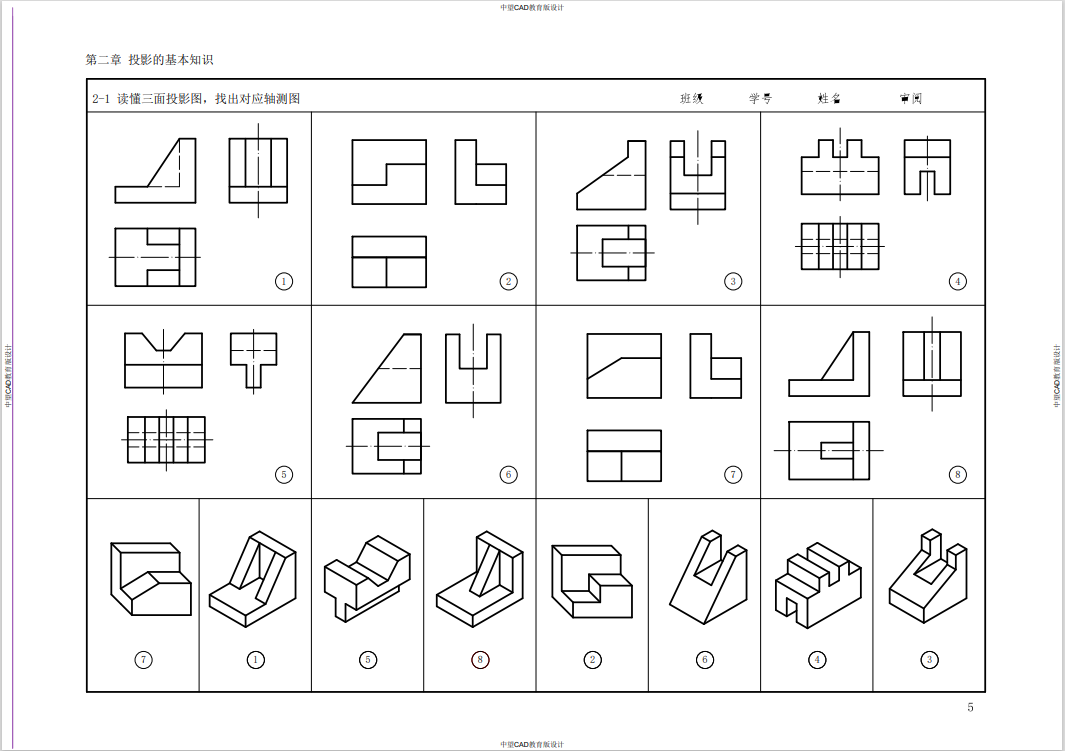 中望CAD教育版设计
第二章 投影的基本知识
2-1 读懂三面投影图，找出对应轴测图 班级 学号 姓名 审阅
1 2 3 4
5 6 7 8
7 1 5 8 2 6 4 3
5
中望CAD教育版设计
中望CAD教育版设计
中望CAD教育版设计